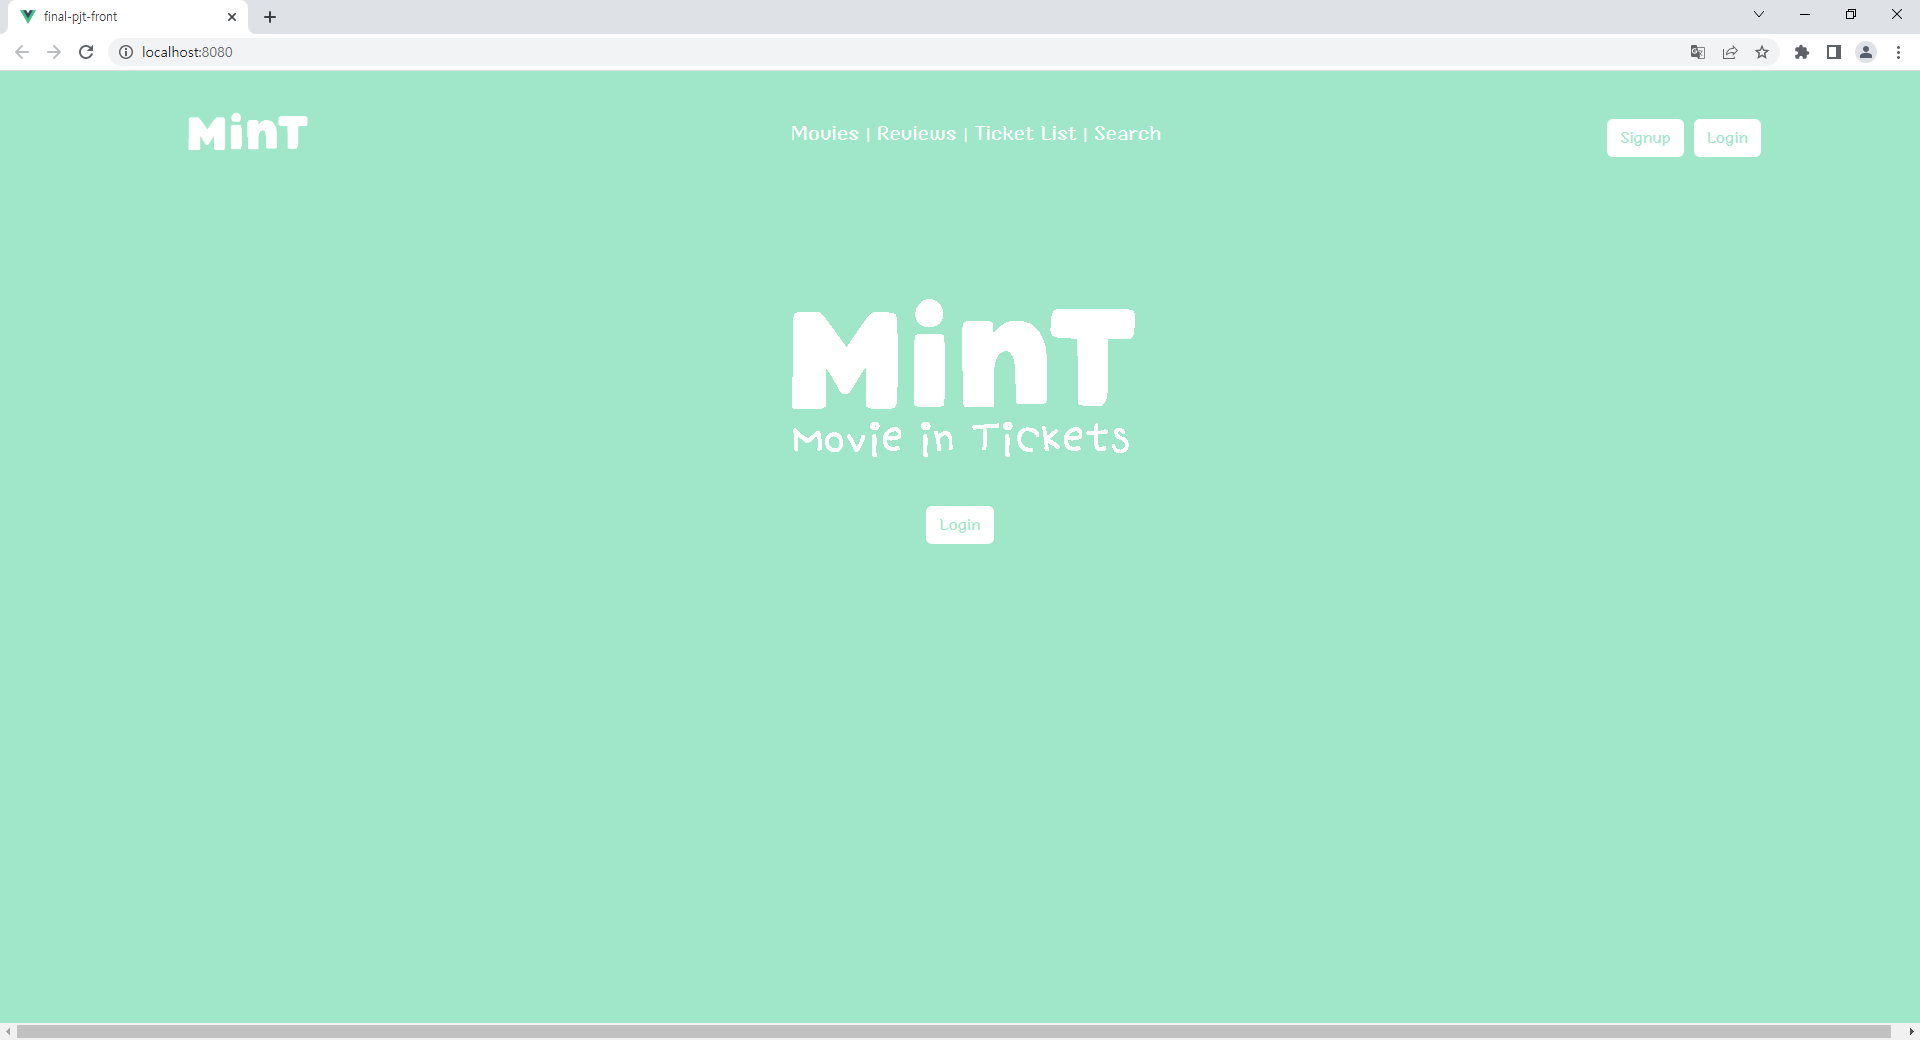 final-pjt-front
localhost:8080
MinT
Movies | Reviews | Ticket List | Search
Signup
Login
MinT
Movie in Tickets
Login